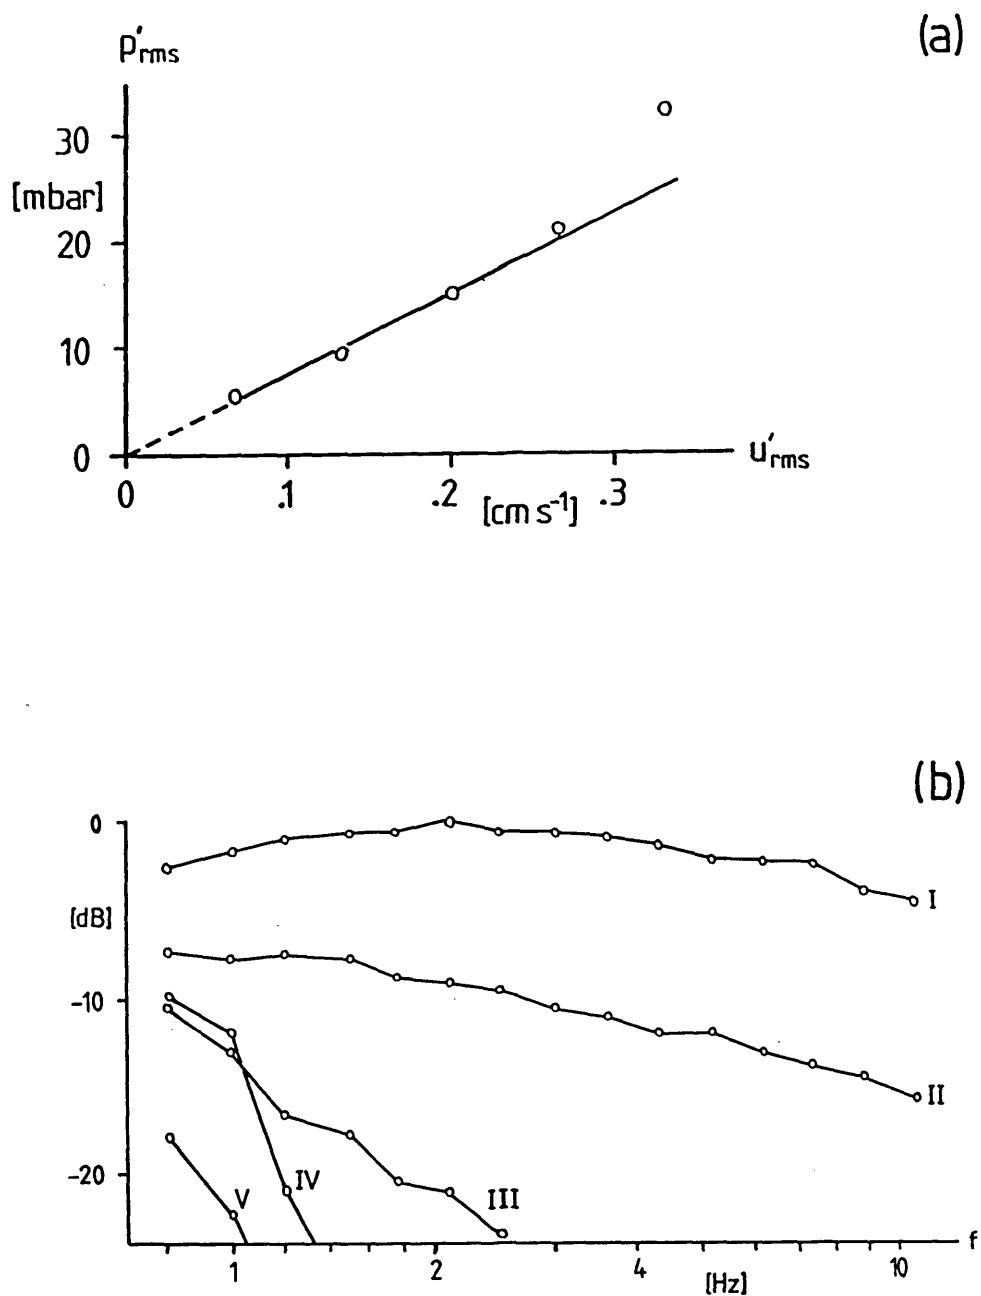 (a)
p′rms
30
[mbar]
20
10
0
0 .1 .2 .3
[cm s⁻¹]
u′rms
(b)
0
[dB]
-10
-20
I
II
III
IV
V
1 2 4 10
[Hz]
f